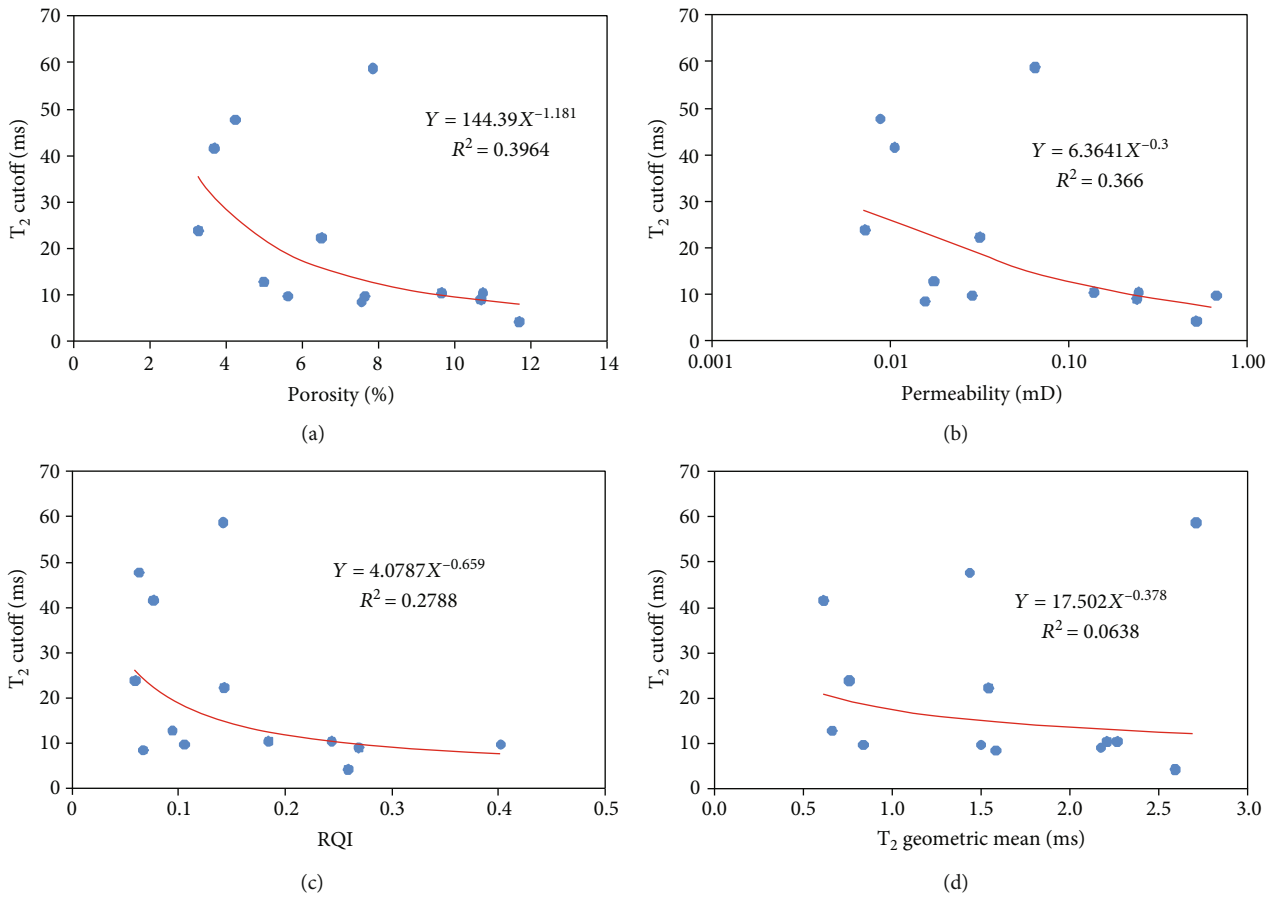 70
60
50
40
30
20
10
0
T₂ cutoff (ms)
Y = 144.39X^−1.181
R² = 0.3964
0 2 4 6 8 10 12 14
Porosity (%)
(a)
70
60
50
40
30
20
10
0
T₂ cutoff (ms)
Y = 6.3641X^−0.3
R² = 0.366
0.001 0.01 0.10 1.00
Permeability (mD)
(b)
70
60
50
40
30
20
10
0
T₂ cutoff (ms)
Y = 4.0787X^−0.659
R² = 0.2788
0 0.1 0.2 0.3 0.4 0.5
RQI
(c)
70
60
50
40
30
20
10
0
T₂ cutoff (ms)
Y = 17.502X^−0.378
R² = 0.0638
0.0 0.5 1.0 1.5 2.0 2.5 3.0
T₂ geometric mean (ms)
(d)